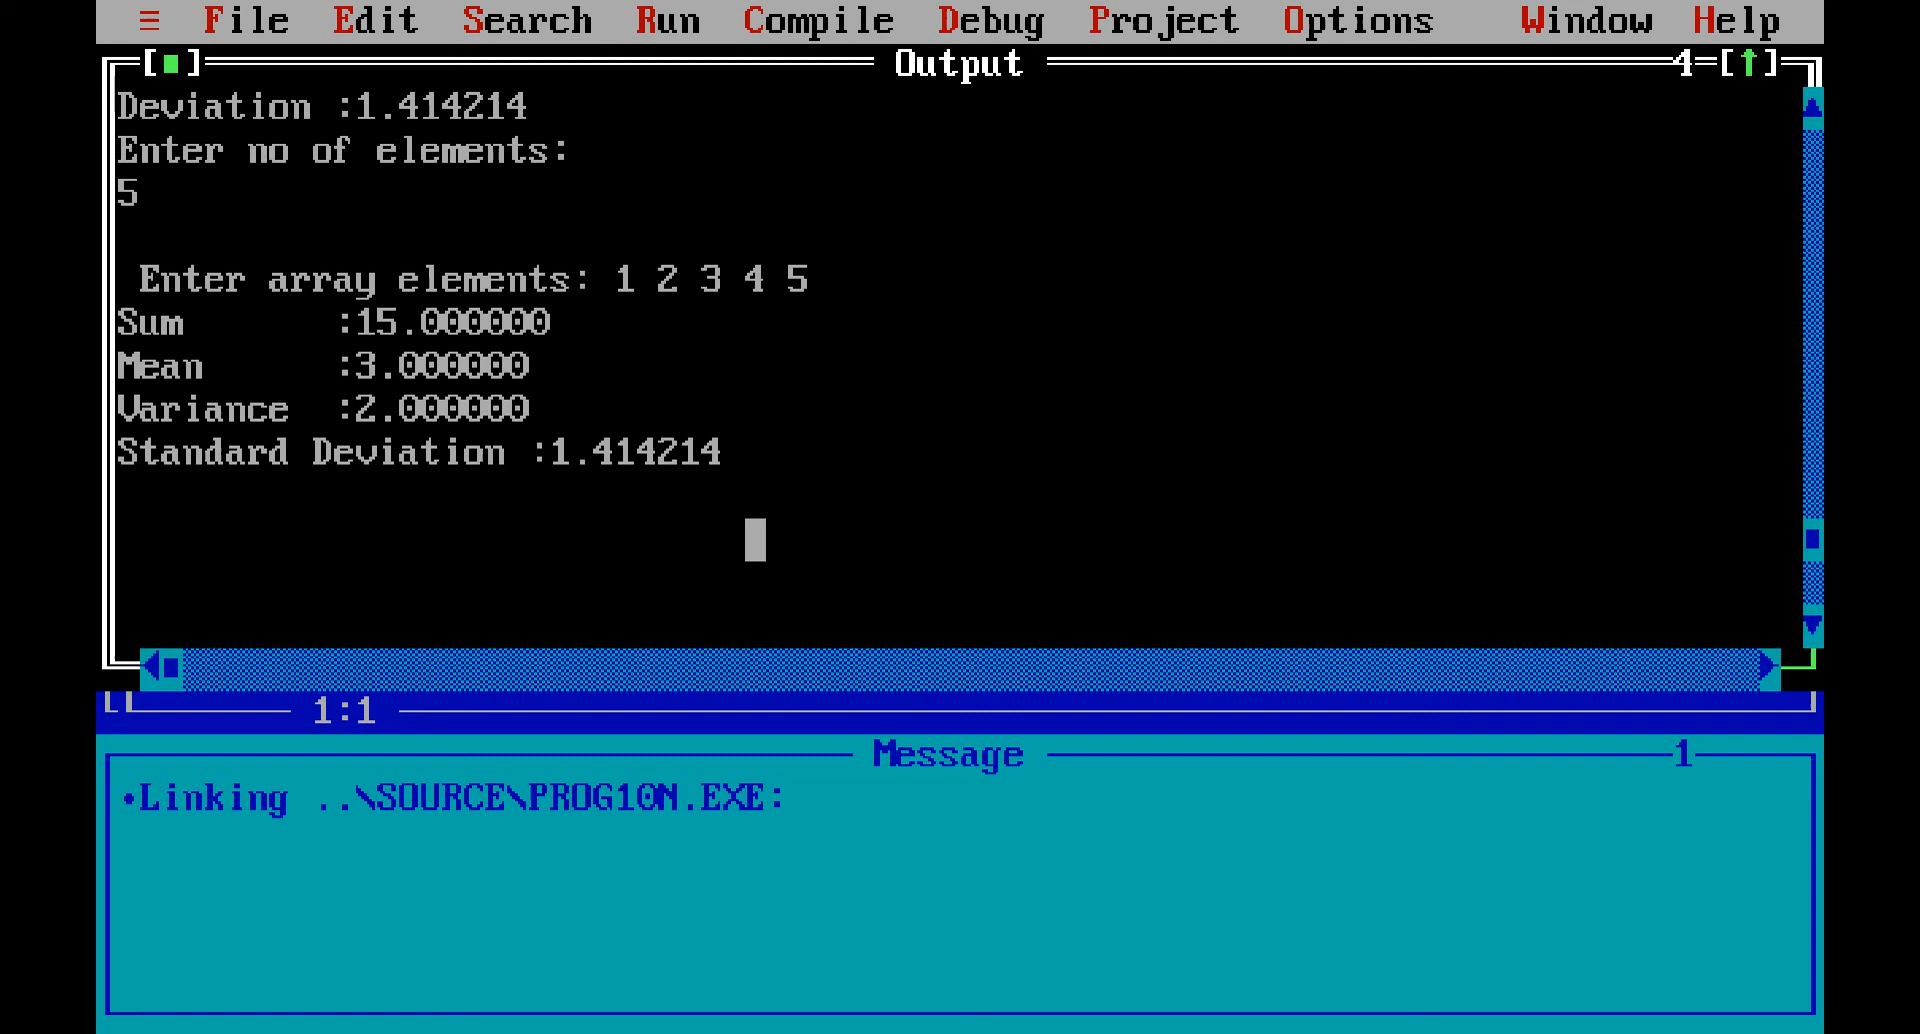 ≡ File Edit Search Run Compile Debug Project Options Window Help
[■] Output 4=[↑]
Deviation :1.414214
Enter no of elements:
5
Enter array elements: 1 2 3 4 5
Sum :15.000000
Mean :3.000000
Variance :2.000000
Standard Deviation :1.414214
1:1
Message 1
•Linking ..\SOURCE\PROG10N.EXE: